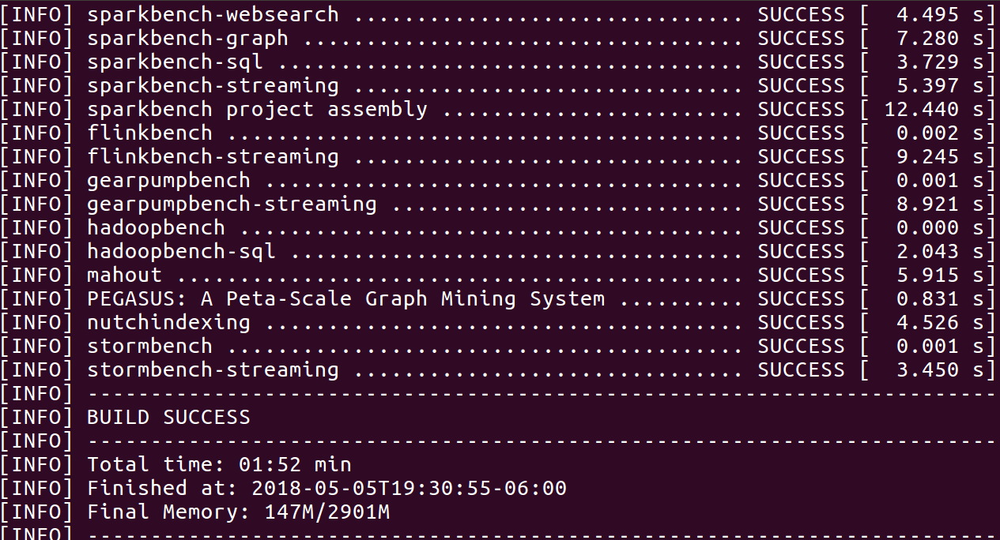 [INFO] sparkbench-websearch ............................... SUCCESS [  4.495 s]
[INFO] sparkbench-graph ................................... SUCCESS [  7.280 s]
[INFO] sparkbench-sql ..................................... SUCCESS [  3.729 s]
[INFO] sparkbench-streaming ............................... SUCCESS [  5.397 s]
[INFO] sparkbench project assembly ........................ SUCCESS [ 12.440 s]
[INFO] flinkbench ......................................... SUCCESS [  0.002 s]
[INFO] flinkbench-streaming ............................... SUCCESS [  9.245 s]
[INFO] gearpumpbench ...................................... SUCCESS [  0.001 s]
[INFO] gearpumpbench-streaming ............................ SUCCESS [  8.921 s]
[INFO] hadoopbench ........................................ SUCCESS [  0.000 s]
[INFO] hadoopbench-sql .................................... SUCCESS [  2.043 s]
[INFO] mahout ............................................. SUCCESS [  5.915 s]
[INFO] PEGASUS: A Peta-Scale Graph Mining System .......... SUCCESS [  0.831 s]
[INFO] nutchindexing ...................................... SUCCESS [  4.526 s]
[INFO] stormbench ......................................... SUCCESS [  0.001 s]
[INFO] stormbench-streaming ............................... SUCCESS [  3.450 s]
[INFO] ------------------------------------------------------------------------
[INFO] BUILD SUCCESS
[INFO] ------------------------------------------------------------------------
[INFO] Total time: 01:52 min
[INFO] Finished at: 2018-05-05T19:30:55-06:00
[INFO] Final Memory: 147M/2901M
[INFO] ------------------------------------------------------------------------